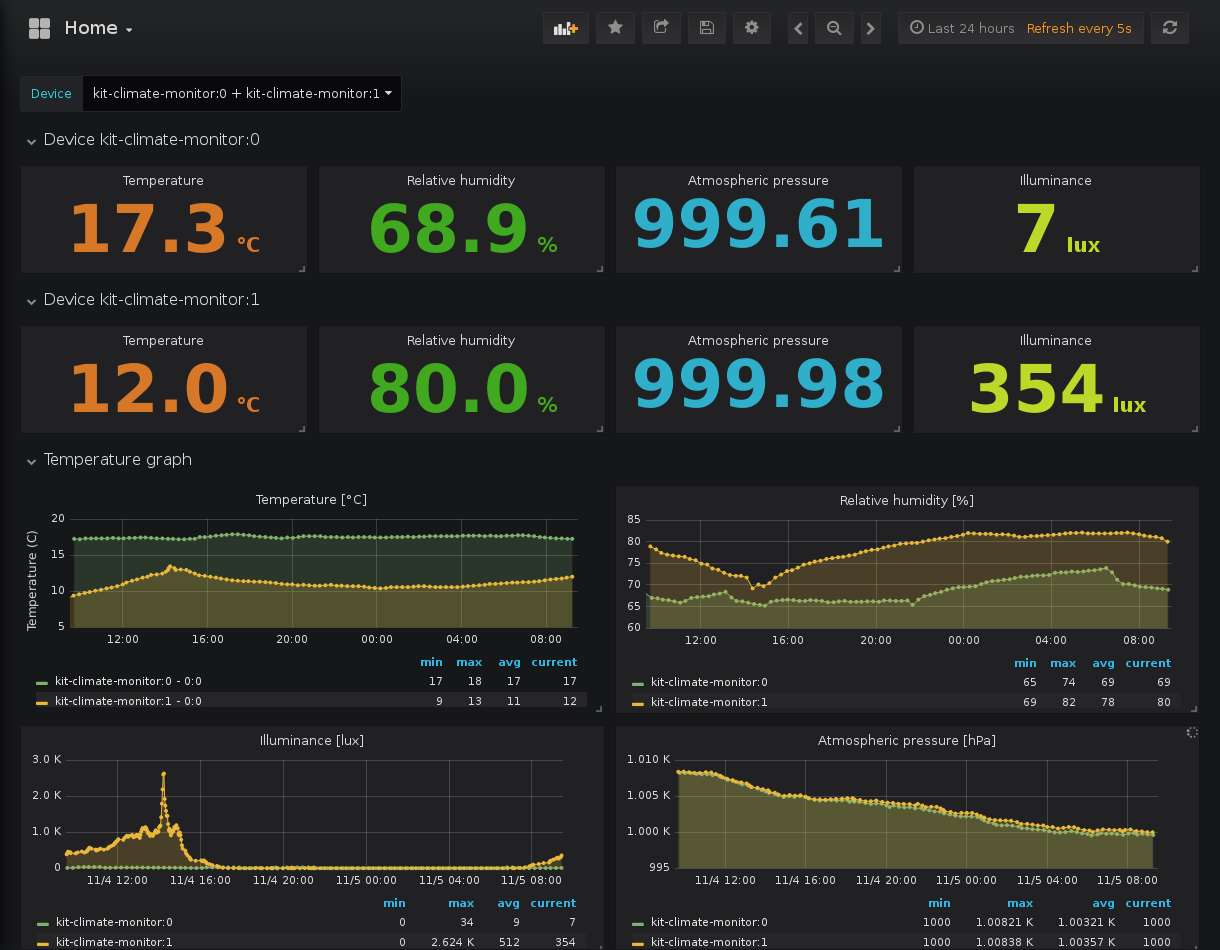 Home
Last 24 hours Refresh every 5s
Device kit-climate-monitor:0 + kit-climate-monitor:1
Device kit-climate-monitor:0
Temperature Relative humidity Atmospheric pressure Illuminance
17.3 °C 68.9 % 999.61 7 lux
Device kit-climate-monitor:1
Temperature Relative humidity Atmospheric pressure Illuminance
12.0 °C 80.0 % 999.98 354 lux
Temperature graph
Temperature [°C]
Temperature (C)
20
15
10
5
12:00 16:00 20:00 00:00 04:00 08:00
min max avg current
kit-climate-monitor:0 - 0:0 17 18 17 17
kit-climate-monitor:1 - 0:0 9 13 11 12
Relative humidity [%]
85
80
75
70
65
60
12:00 16:00 20:00 00:00 04:00 08:00
min max avg current
kit-climate-monitor:0 65 74 69 69
kit-climate-monitor:1 69 82 78 80
Illuminance [lux]
3.0 K
2.0 K
1.0 K
0
11/4 12:00 11/4 16:00 11/4 20:00 11/5 00:00 11/5 04:00 11/5 08:00
min max avg current
kit-climate-monitor:0 0 34 9 7
kit-climate-monitor:1 0 2.624 K 512 354
Atmospheric pressure [hPa]
1.010 K
1.005 K
1.000 K
995
11/4 12:00 11/4 16:00 11/4 20:00 11/5 00:00 11/5 04:00 11/5 08:00
min max avg current
kit-climate-monitor:0 1000 1.00821 K 1.00321 K 1000
kit-climate-monitor:1 1000 1.00838 K 1.00357 K 1000